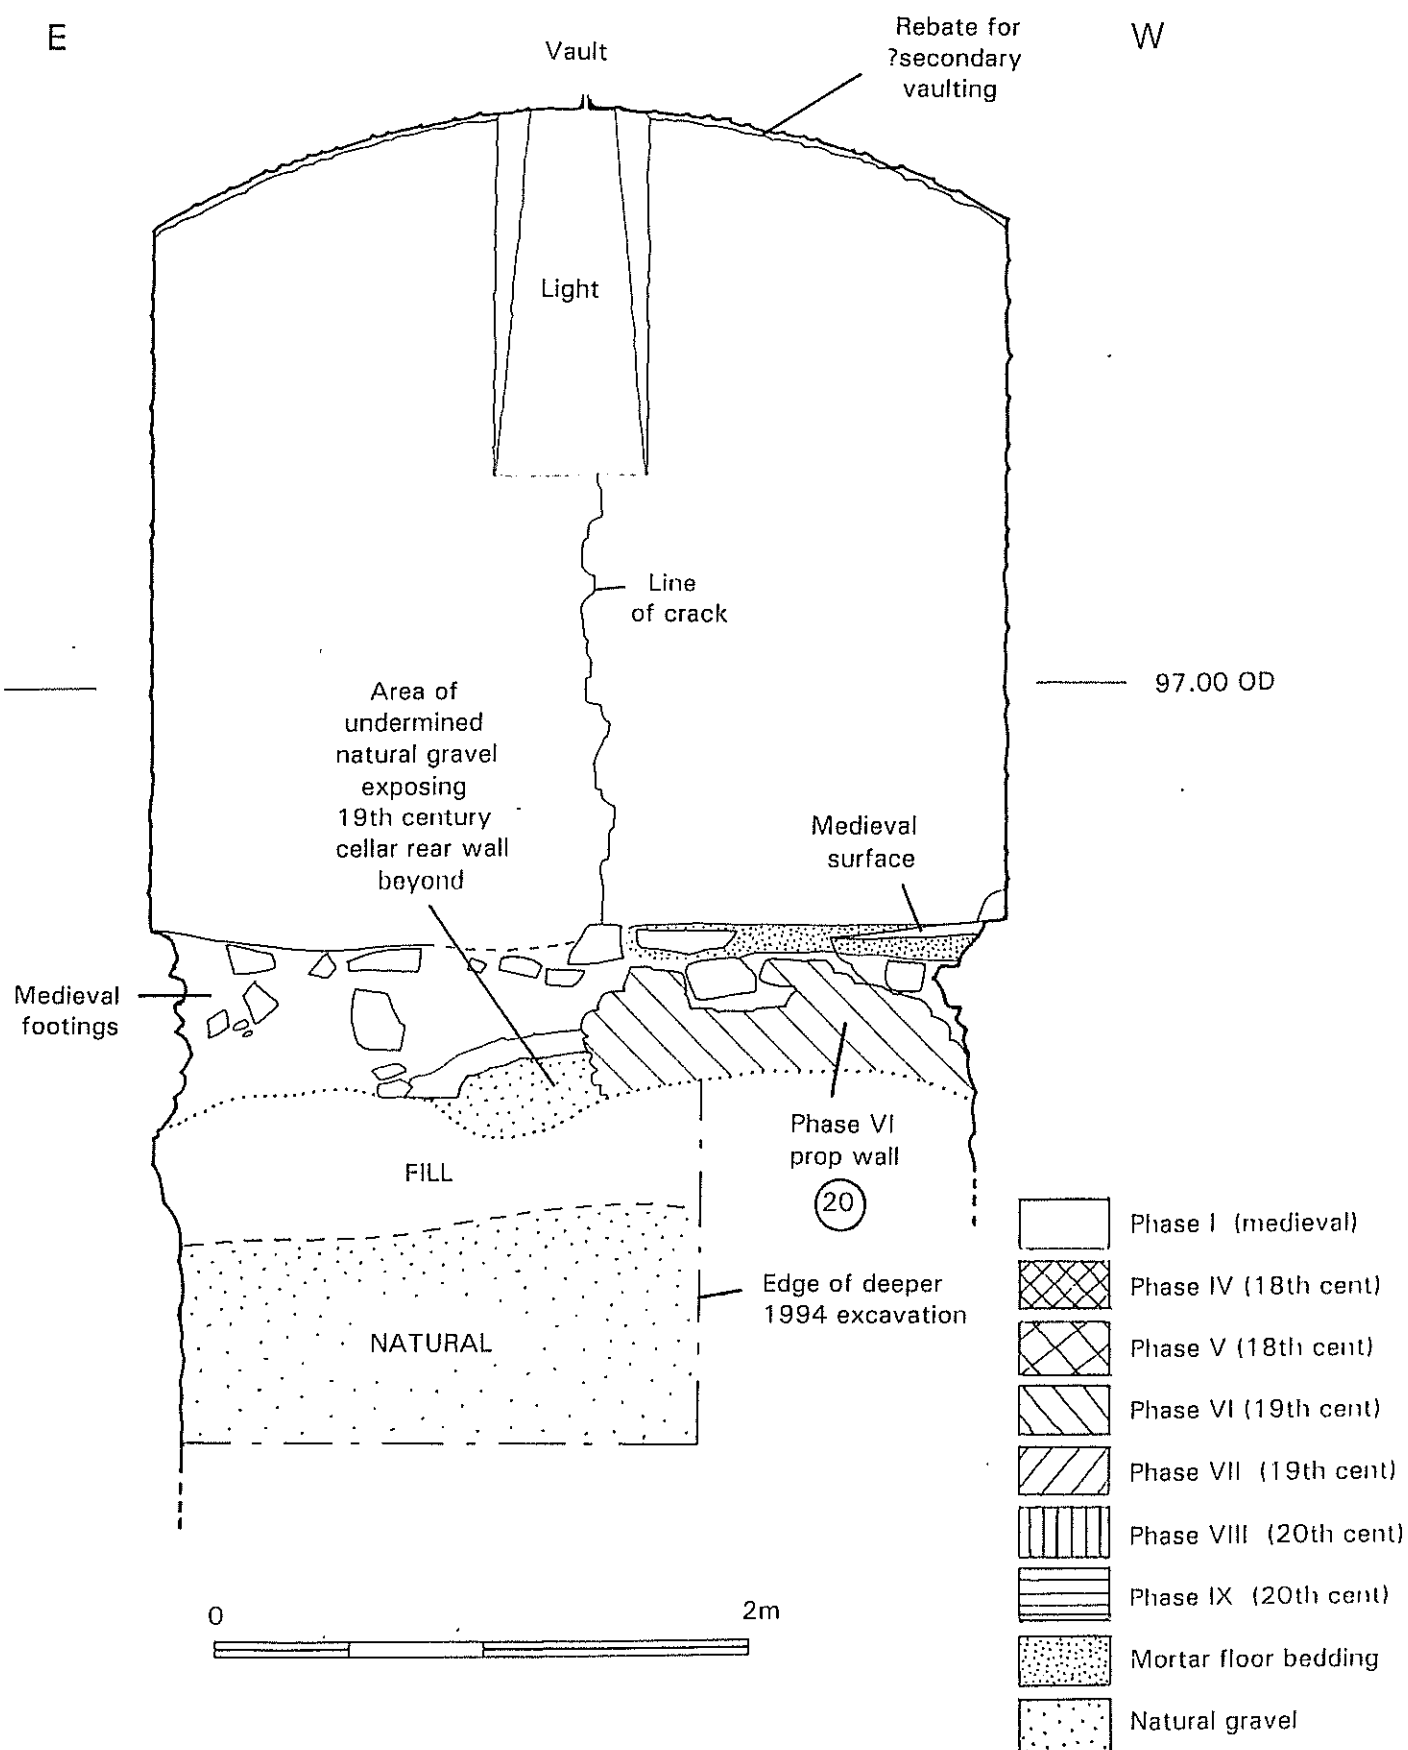 E
Vault
Rebate for
?secondary
vaulting
W
Light
Line
of crack
97.00 OD
Area of
undermined
natural gravel
exposing
19th century
cellar rear wall
beyond
Medieval
surface
Medieval
footings
Phase VI
prop wall
20
FILL
Edge of deeper
1994 excavation
NATURAL
Phase I (medieval)
Phase IV (18th cent)
Phase V (18th cent)
Phase VI (19th cent)
Phase VII (19th cent)
Phase VIII (20th cent)
Phase IX (20th cent)
Mortar floor bedding
Natural gravel
0 2m